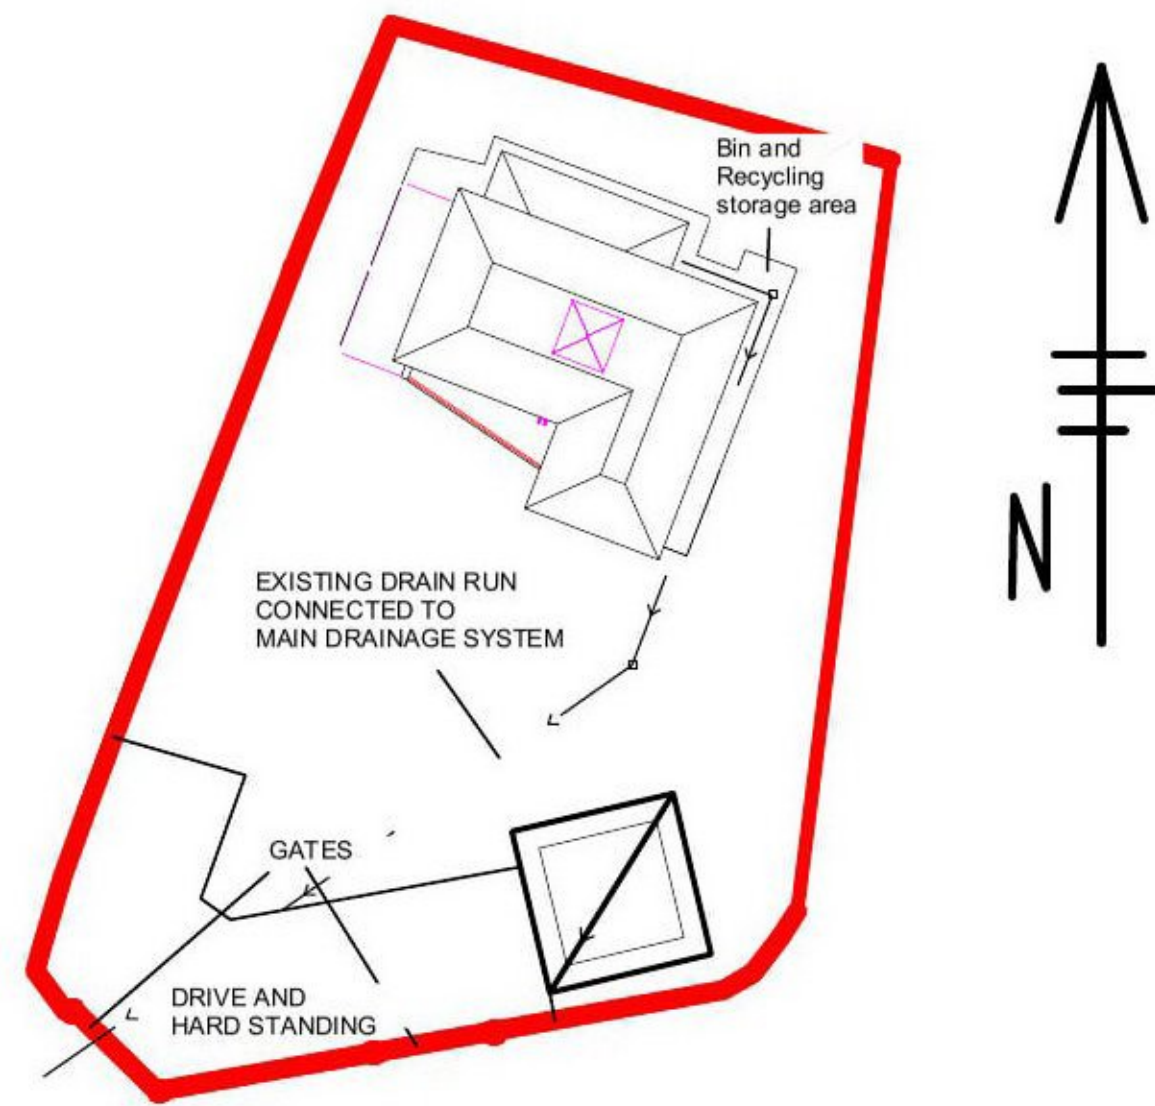 Bin and
Recycling
storage area
N
EXISTING DRAIN RUN
CONNECTED TO
MAIN DRAINAGE SYSTEM
GATES
DRIVE AND
HARD STANDING